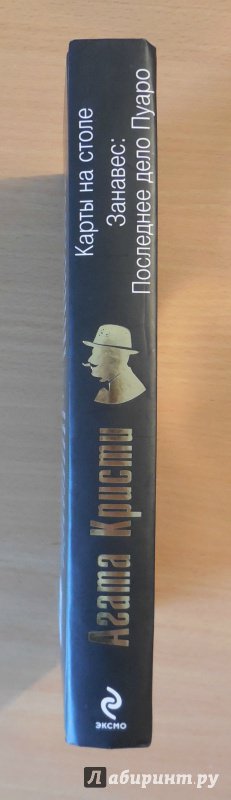 Агата Кристи
Карты на столе
Занавес:
Последнее дело Пуаро
ЭКСМО
Лабиринт.ру